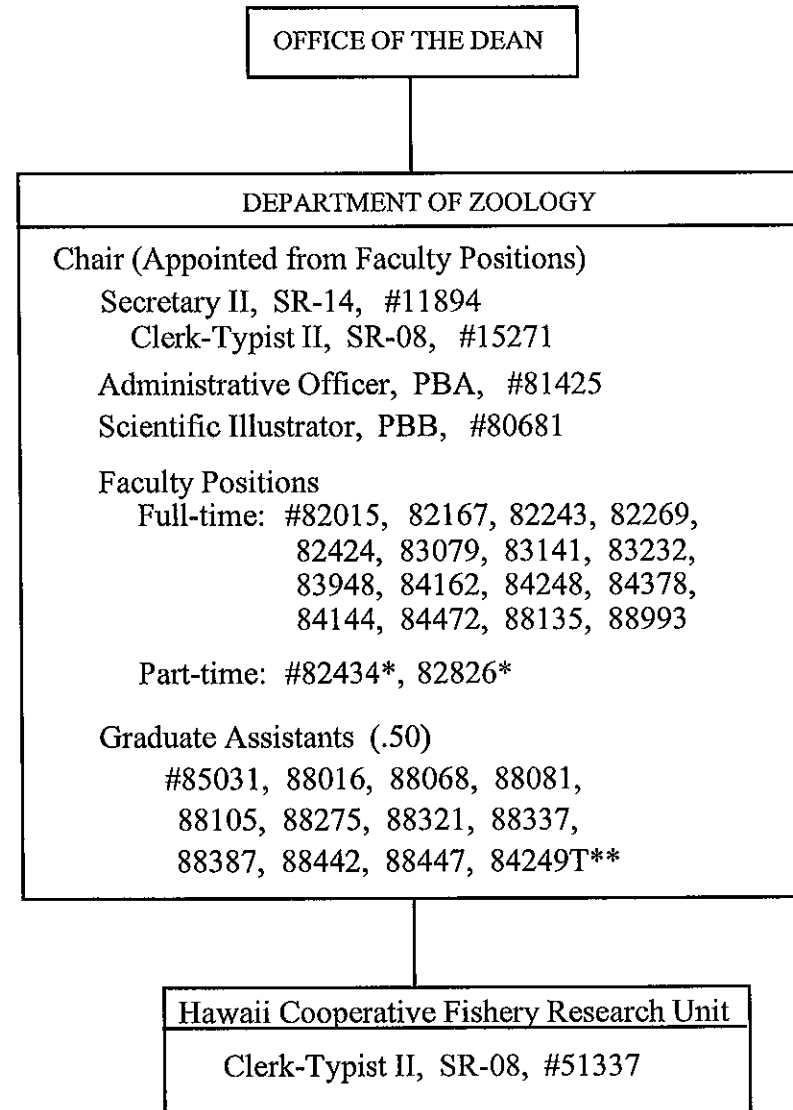 OFFICE OF THE DEAN
DEPARTMENT OF ZOOLOGY
Chair (Appointed from Faculty Positions)
Secretary II, SR-14, #11894
Clerk-Typist II, SR-08, #15271
Administrative Officer, PBA, #81425
Scientific Illustrator, PBB, #80681
Faculty Positions
Full-time: #82015, 82167, 82243, 82269,
82424, 83079, 83141, 83232,
83948, 84162, 84248, 84378,
84144, 84472, 88135, 88993
Part-time: #82434*, 82826*
Graduate Assistants (.50)
#85031, 88016, 88068, 88081,
88105, 88275, 88321, 88337,
88387, 88442, 88447, 84249T**
Hawaii Cooperative Fishery Research Unit
Clerk-Typist II, SR-08, #51337